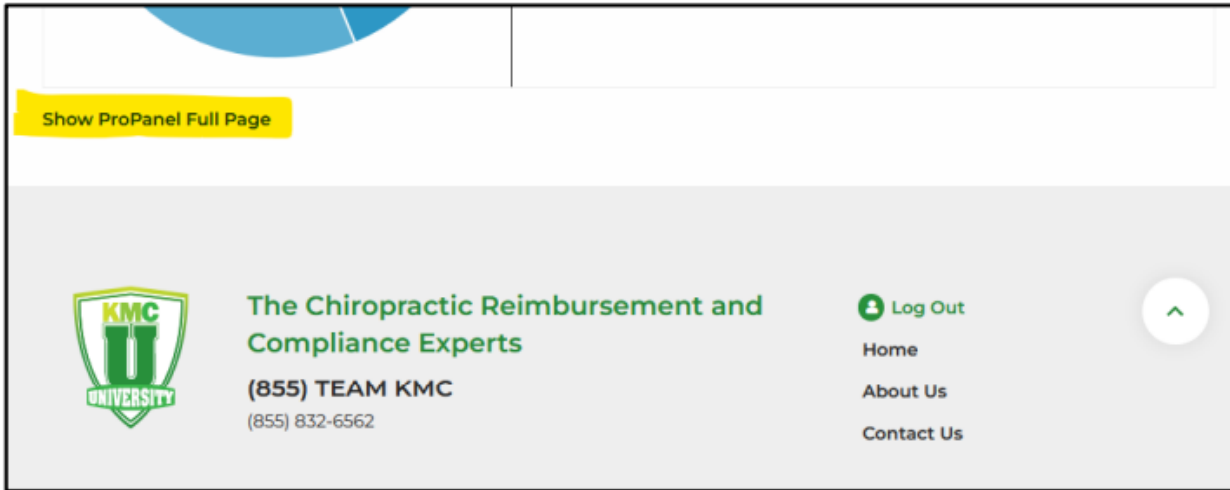 Show ProPanel Full Page
KMC
U
UNIVERSITY
The Chiropractic Reimbursement and
Compliance Experts
(855) TEAM KMC
(855) 832-6562
Log Out
Home
About Us
Contact Us